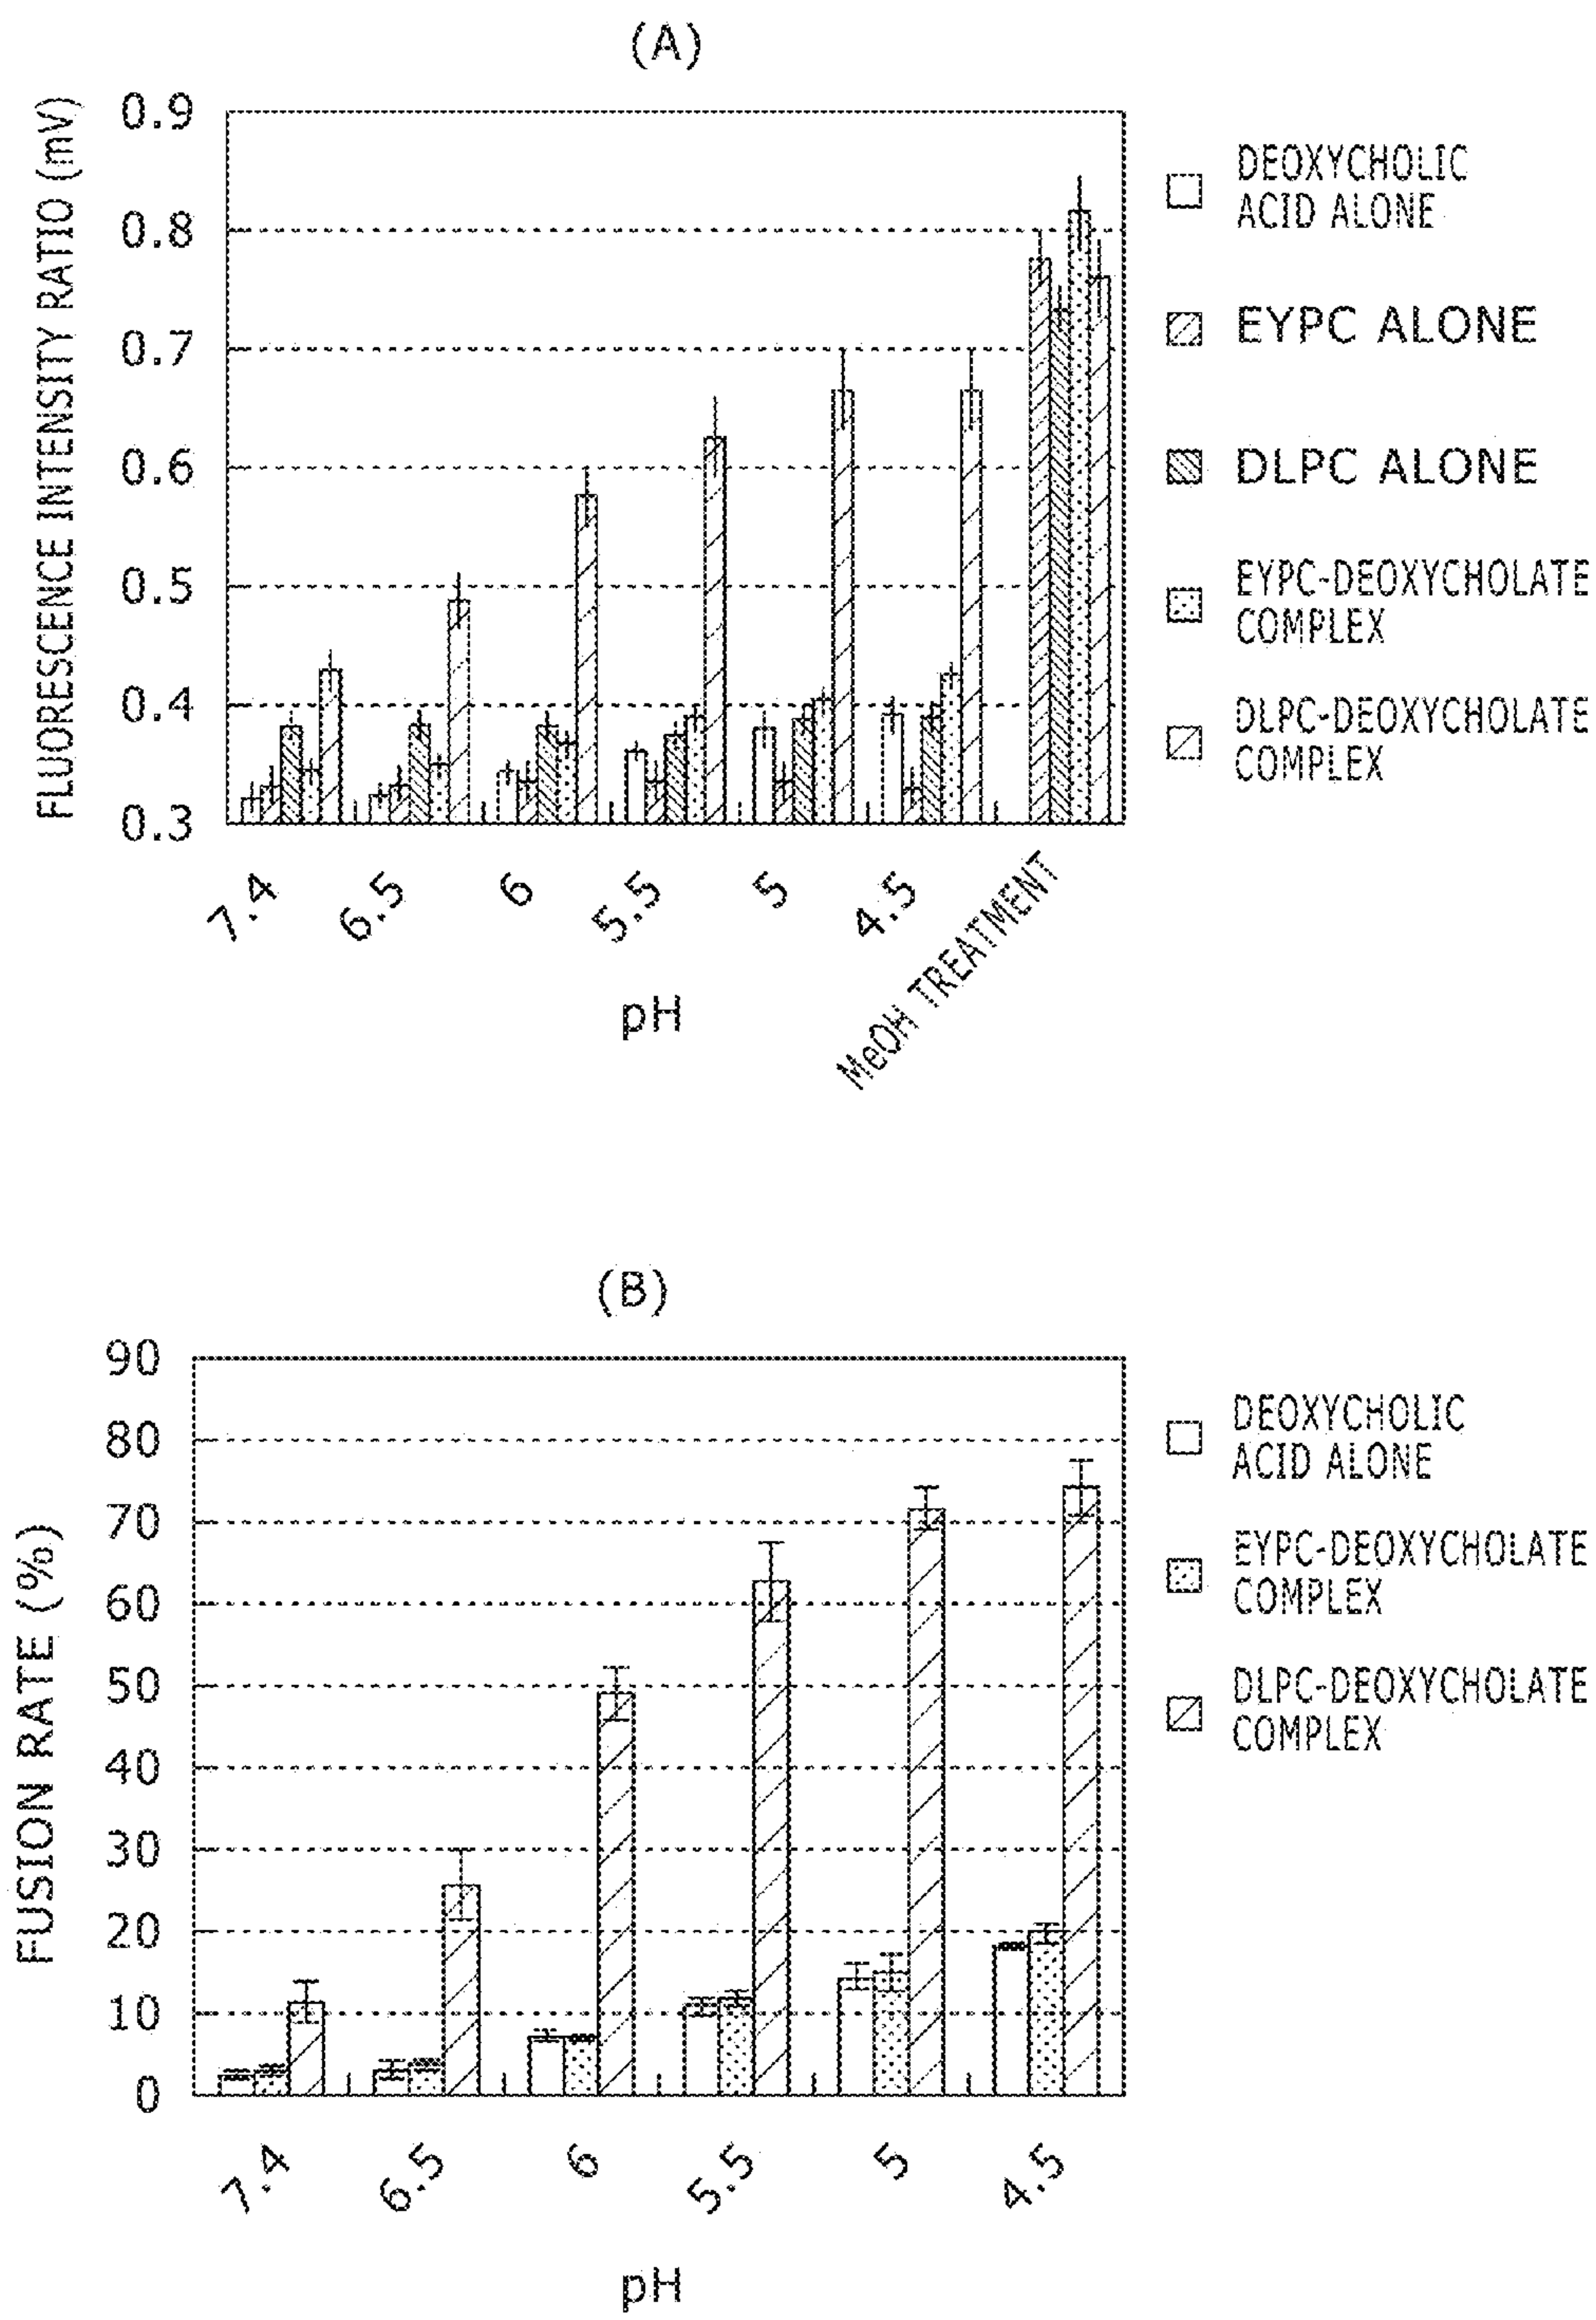 (A)
FLUORESCENCE INTENSITY RATIO (mV)
0.9
0.8
0.7
0.6
0.5
0.4
0.3
7.4
6.5
6
5.5
5
4.5
MeOH TREATMENT
pH
DEOXYCHOLIC
ACID ALONE
EYPC ALONE
DLPC ALONE
EYPC-DEOXYCHOLATE
COMPLEX
DLPC-DEOXYCHOLATE
COMPLEX
(B)
FUSION RATE (%)
90
80
70
60
50
40
30
20
10
0
7.4
6.5
6
5.5
5
4.5
pH
DEOXYCHOLIC
ACID ALONE
EYPC-DEOXYCHOLATE
COMPLEX
DLPC-DEOXYCHOLATE
COMPLEX